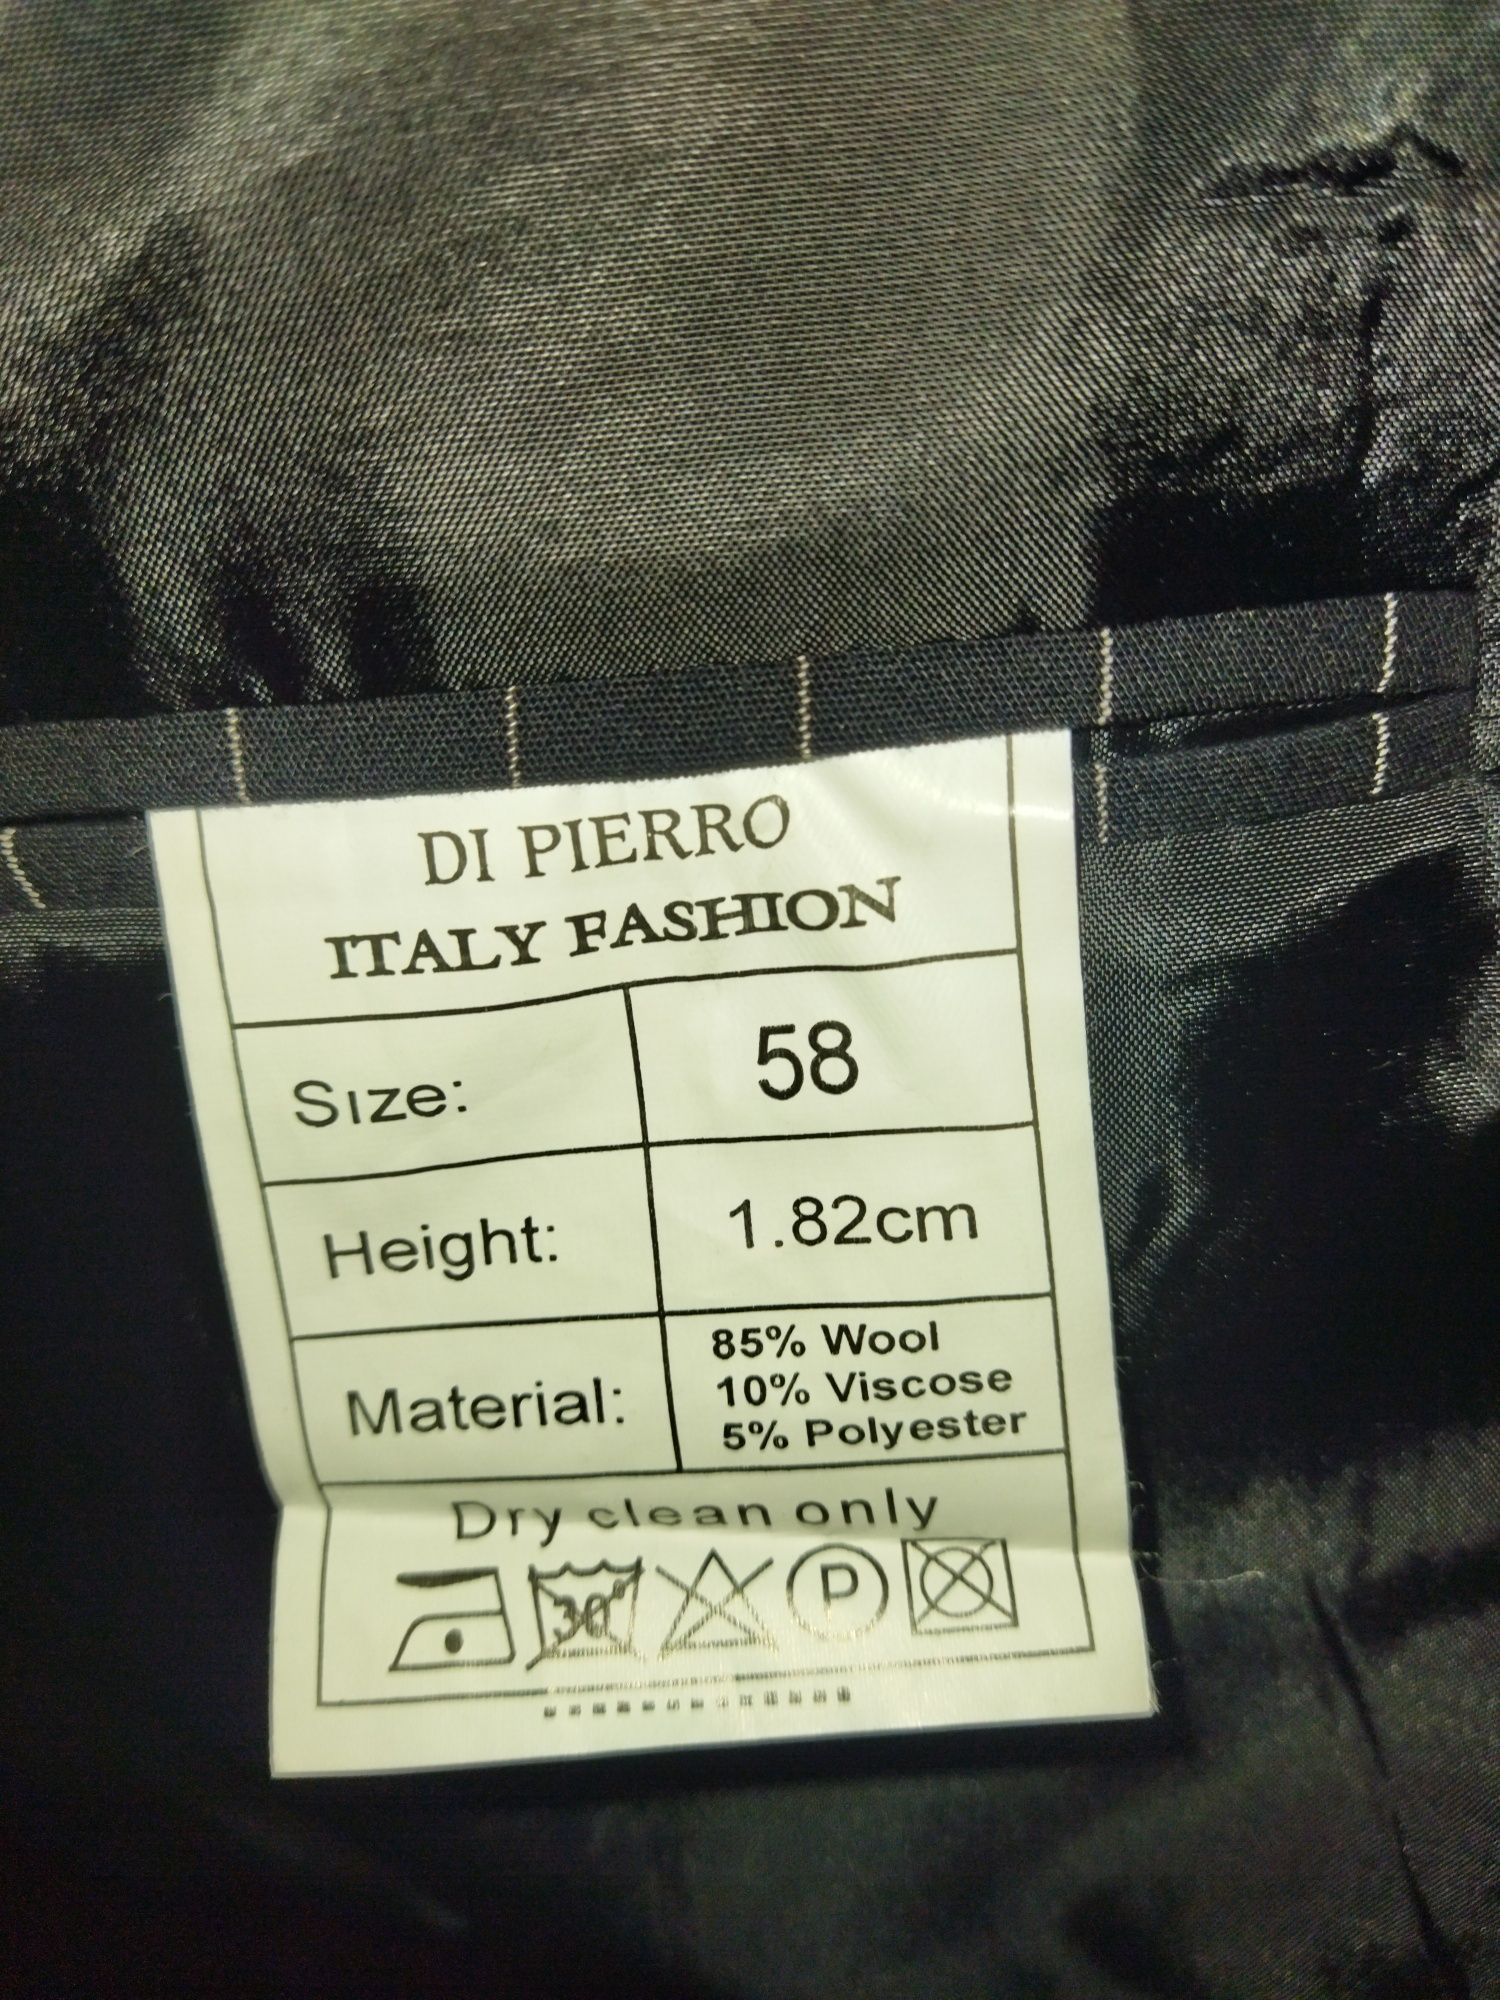 DI PIERRO
ITALY FASHION
Size: 58
Height: 1.82cm
Material: 85% Wool
10% Viscose
5% Polyester
Dry clean only
30°
P